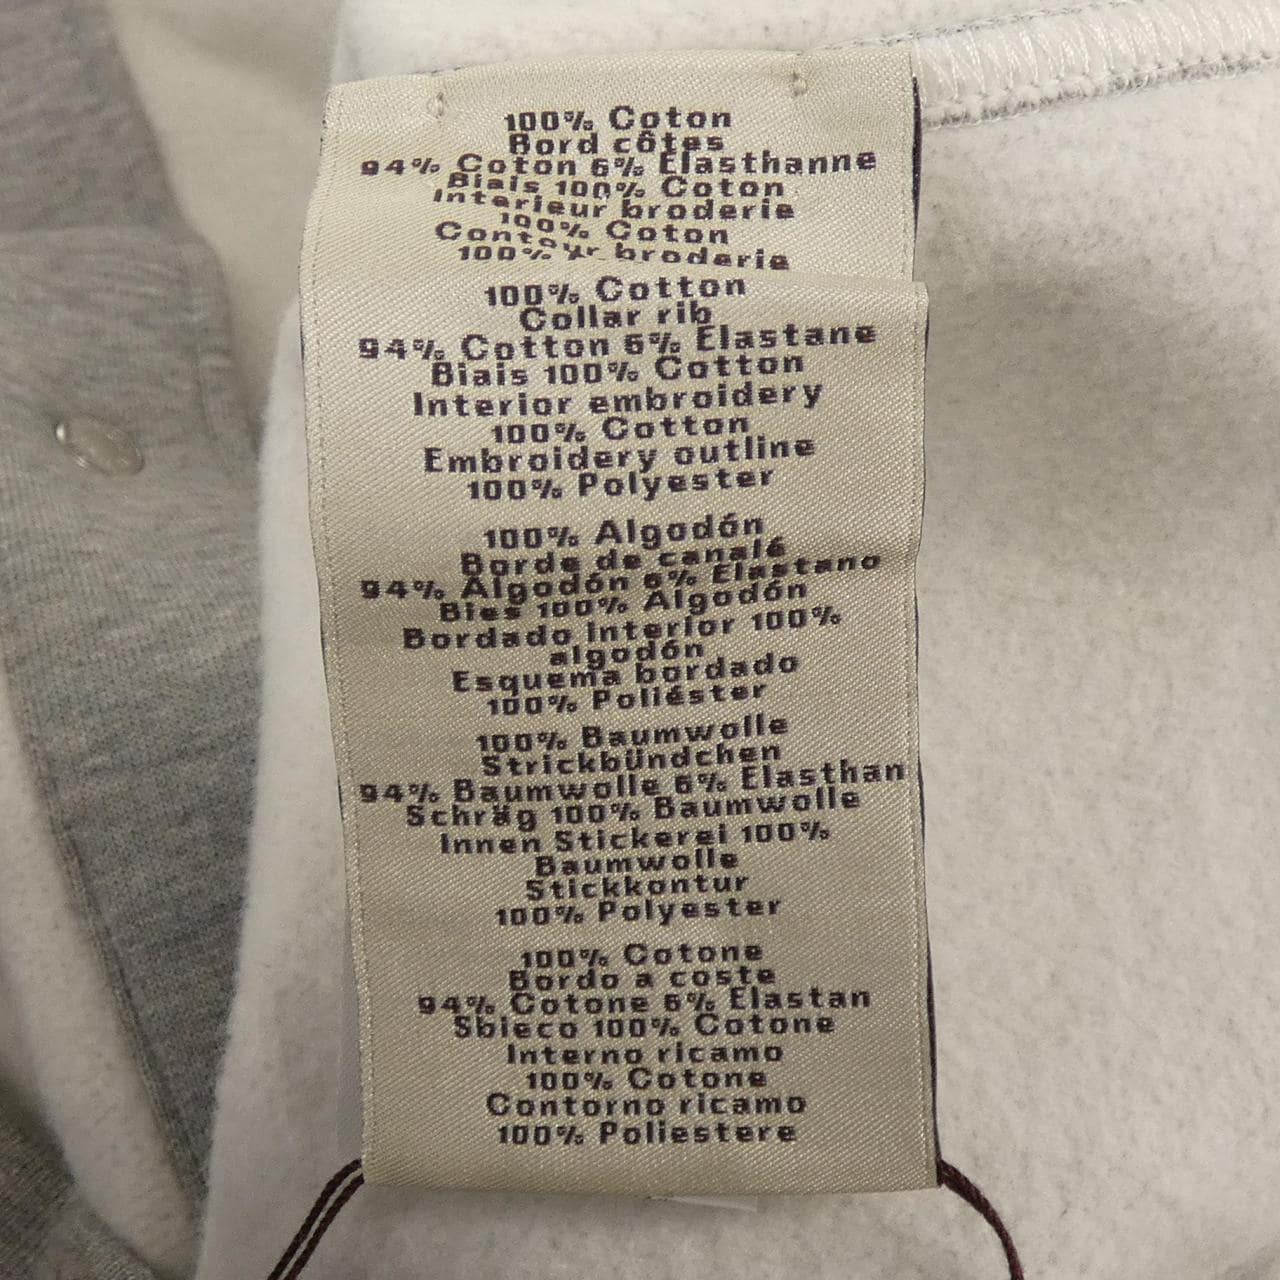 100% Coton
Bord côtes
94% Coton 6% Elasthanne
Biais 100% Coton
Interieur broderie
100% Coton
Contour broderie
100%
100% Cotton
Collar rib
94% Cotton 6% Elastane
Biais 100% Cotton
Interior embroidery
100% Cotton
Embroidery outline
100% Polyester
100% Algodón
Borde de canalé
94% Algodón 6% Elastano
Bies 100% Algodón
Bordado interior 100%
algodón
Esquema bordado
100% Poliéster
100% Baumwolle
Strickbündchen
94% Baumwolle 6% Elasthan
Schräg 100% Baumwolle
Innen Stickerei 100%
Baumwolle
Stickkontur
100% Polyester
100% Cotone
Bordo a coste
94% Cotone 6% Elastan
Sbieco 100% Cotone
Interno ricamo
100% Cotone
Contorno ricamo
100% Poliestere